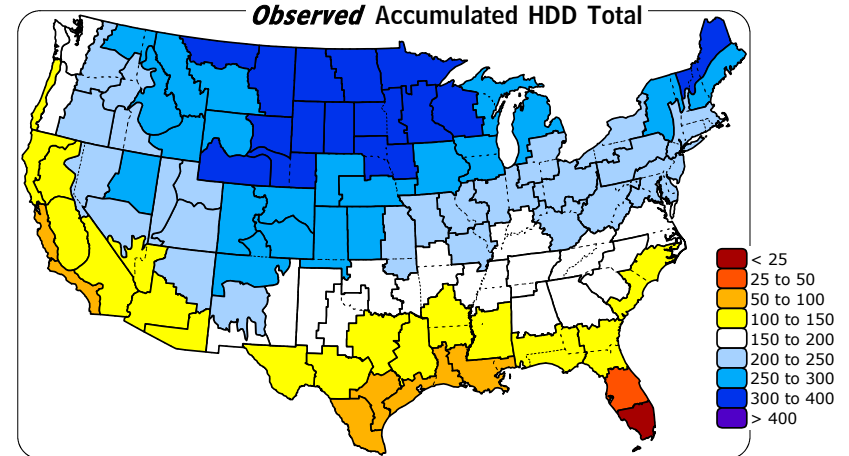 Observed Accumulated HDD Total
< 25
25 to 50
50 to 100
100 to 150
150 to 200
200 to 250
250 to 300
300 to 400
> 400